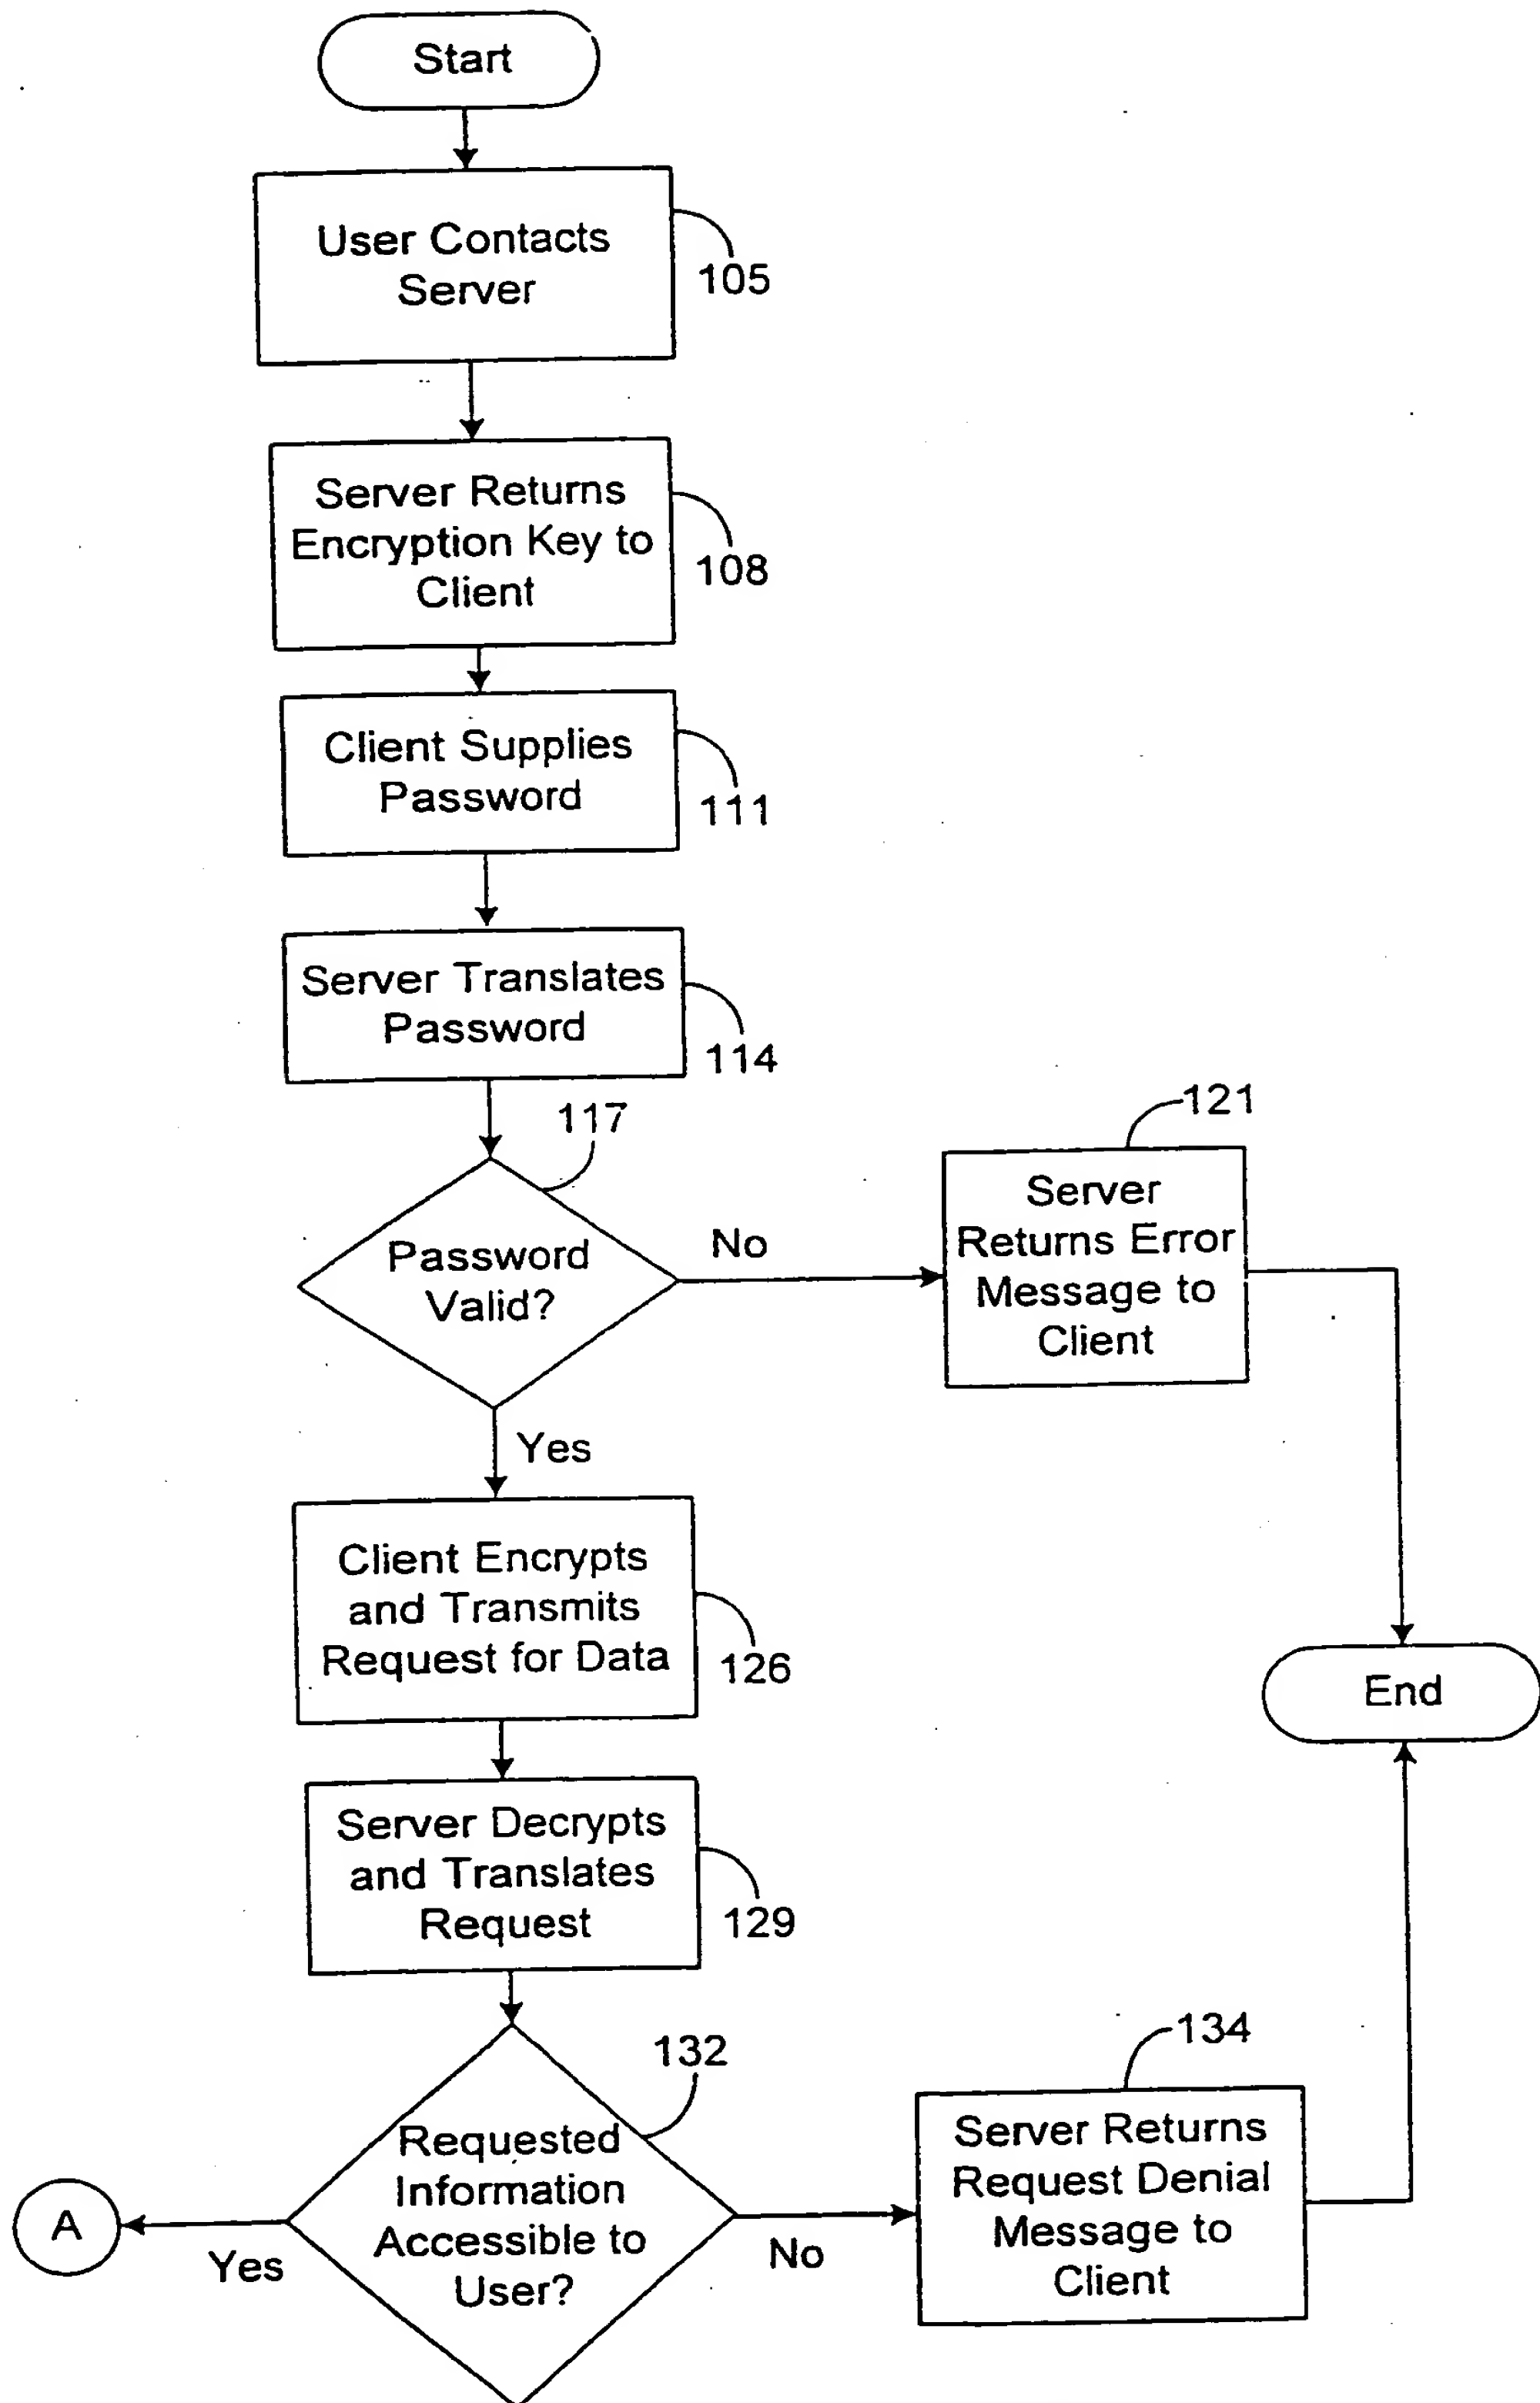 Start
User Contacts
Server
105
Server Returns
Encryption Key to
Client
108
Client Supplies
Password
111
Server Translates
Password
114
117
Password
Valid?
No
121
Server
Returns Error
Message to
Client
Yes
Client Encrypts
and Transmits
Request for Data
126
End
Server Decrypts
and Translates
Request
129
132
Requested
Information
Accessible to
User?
A
Yes
No
134
Server Returns
Request Denial
Message to
Client